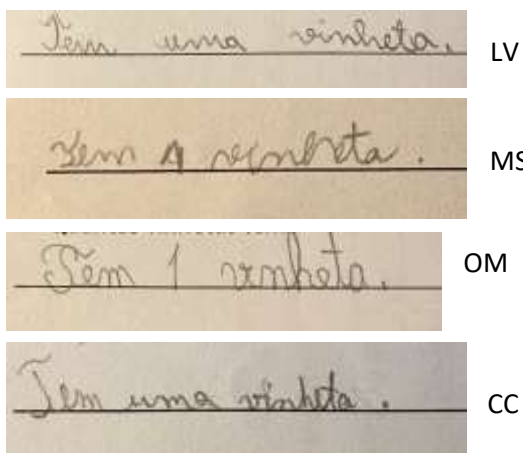 Tem uma vinheta. LV
Tem 1 vinheta. MS
Tem 1 vinheta. OM
Tem uma vinheta. CC